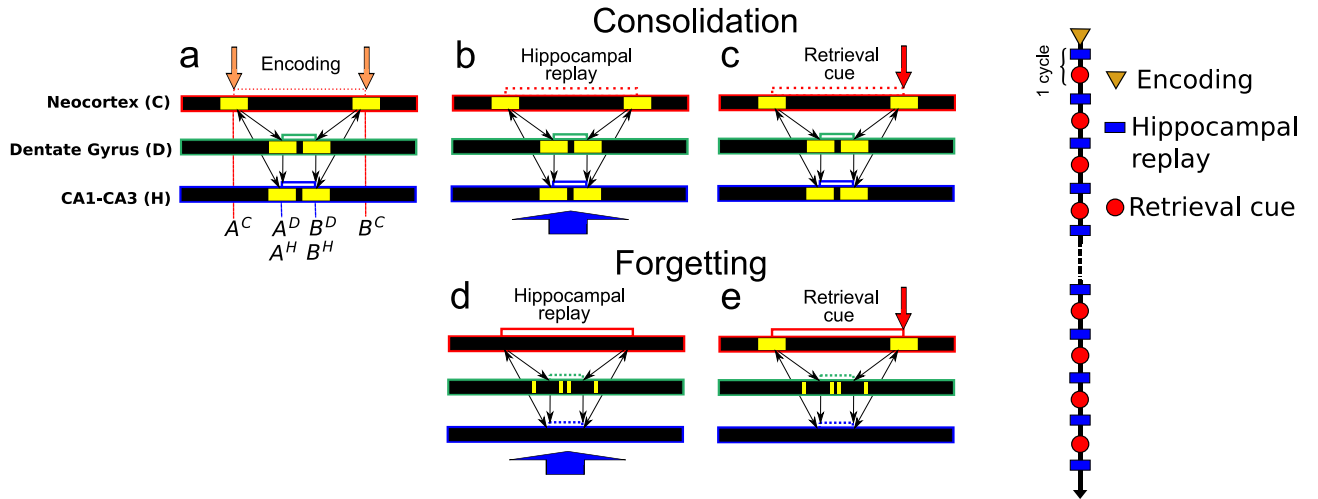 Consolidation
a
Encoding
b
Hippocampal
replay
c
Retrieval
cue
Neocortex (C)
Dentate Gyrus (D)
CA1-CA3 (H)
A^C
A^D
B^D
B^C
A^H
B^H
Forgetting
d
Hippocampal
replay
e
Retrieval
cue
1 cycle
Encoding
Hippocampal
replay
Retrieval cue